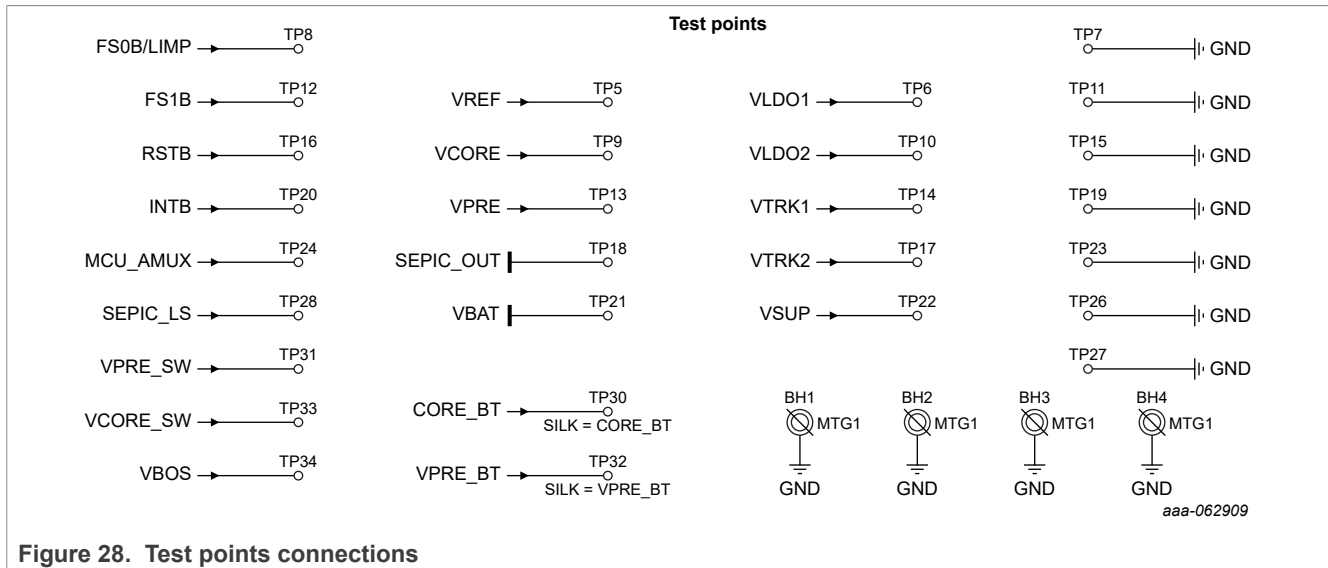 Test points
FS0B/LIMP TP8 TP7 GND
FS1B TP12 VREF TP5 VLDO1 TP6 TP11 GND
RSTB TP16 VCORE TP9 VLDO2 TP10 TP15 GND
INTB TP20 VPRE TP13 VTRK1 TP14 TP19 GND
MCU_AMUX TP24 SEPIC_OUT TP18 VTRK2 TP17 TP23 GND
SEPIC_LS TP28 VBAT TP21 VSUP TP22 TP26 GND
VPRE_SW TP31 TP27 GND
VCORE_SW TP33 CORE_BT TP30 BH1 BH2 BH3 BH4
SILK = CORE_BT MTG1 MTG1 MTG1 MTG1
VBOS TP34 VPRE_BT TP32
SILK = VPRE_BT GND GND GND GND
aaa-062909
Figure 28. Test points connections